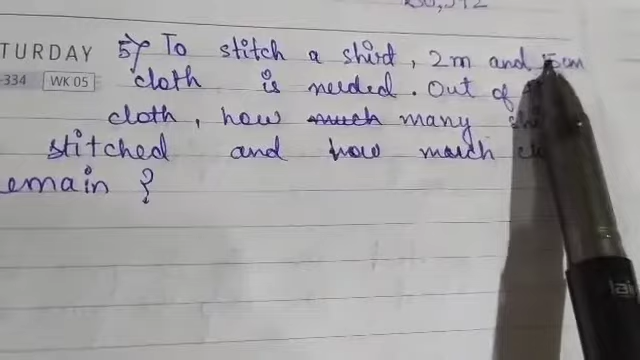 TURDAY 5) To stitch a shirt, 2m and 15cm
-334 WK 05 cloth is needed. Out of
cloth, how much many
stitched and how much
emain ?